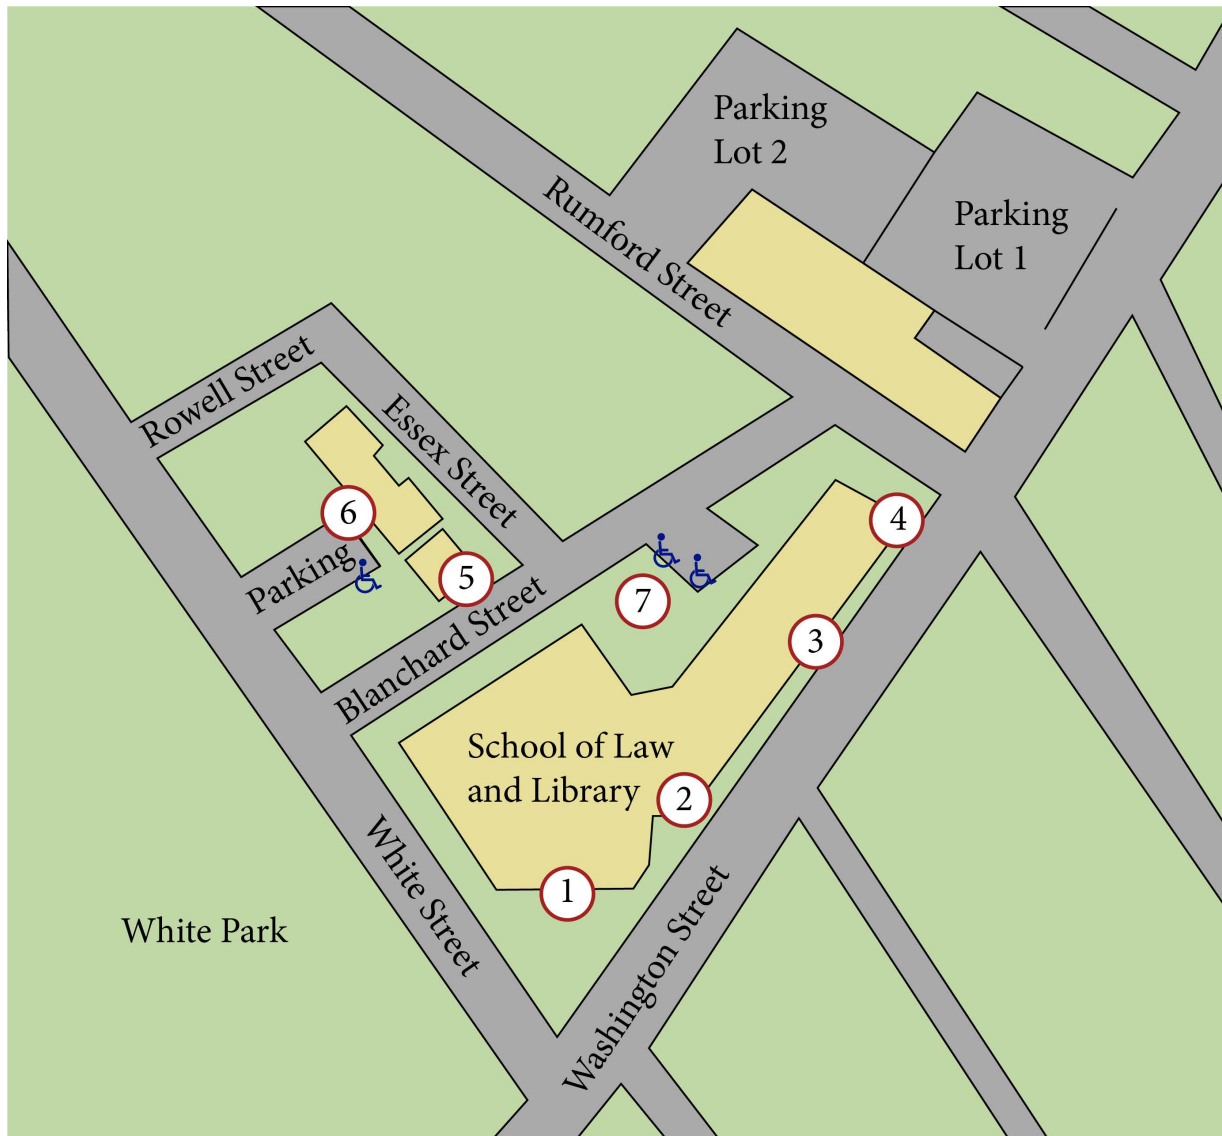 Parking
Lot 2
Parking
Lot 1
Rumford Street
Rowell Street
Essex Street
4
6
Parking
5
7
3
Blanchard Street
School of Law
and Library
2
1
White Street
White Park
Washington Street